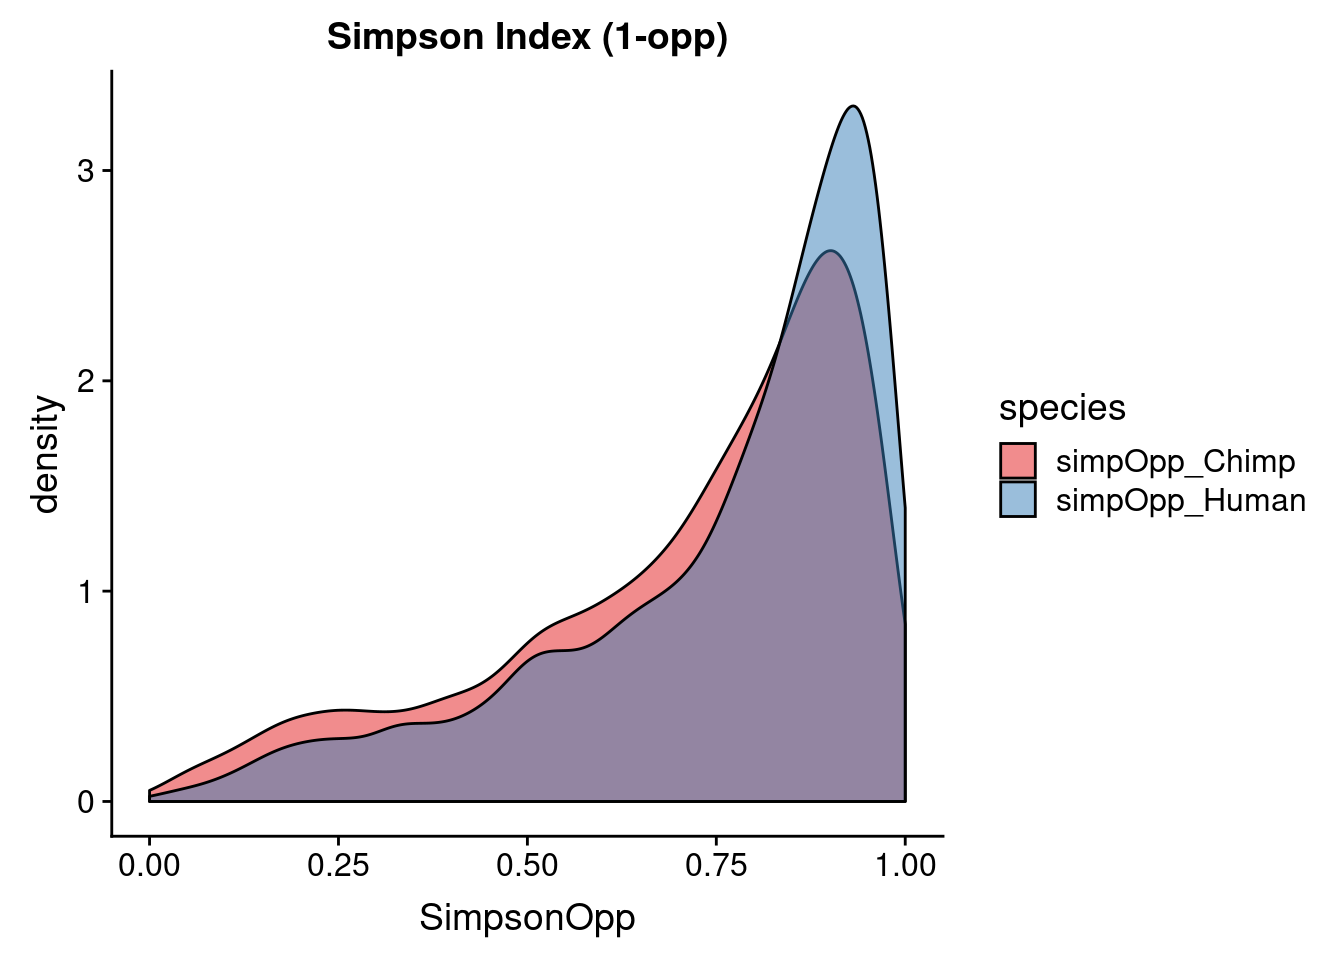 Simpson Index (1-opp)
density
3
2
1
0
0.00 0.25 0.50 0.75 1.00
SimpsonOpp
species
simpOpp_Chimp
simpOpp_Human